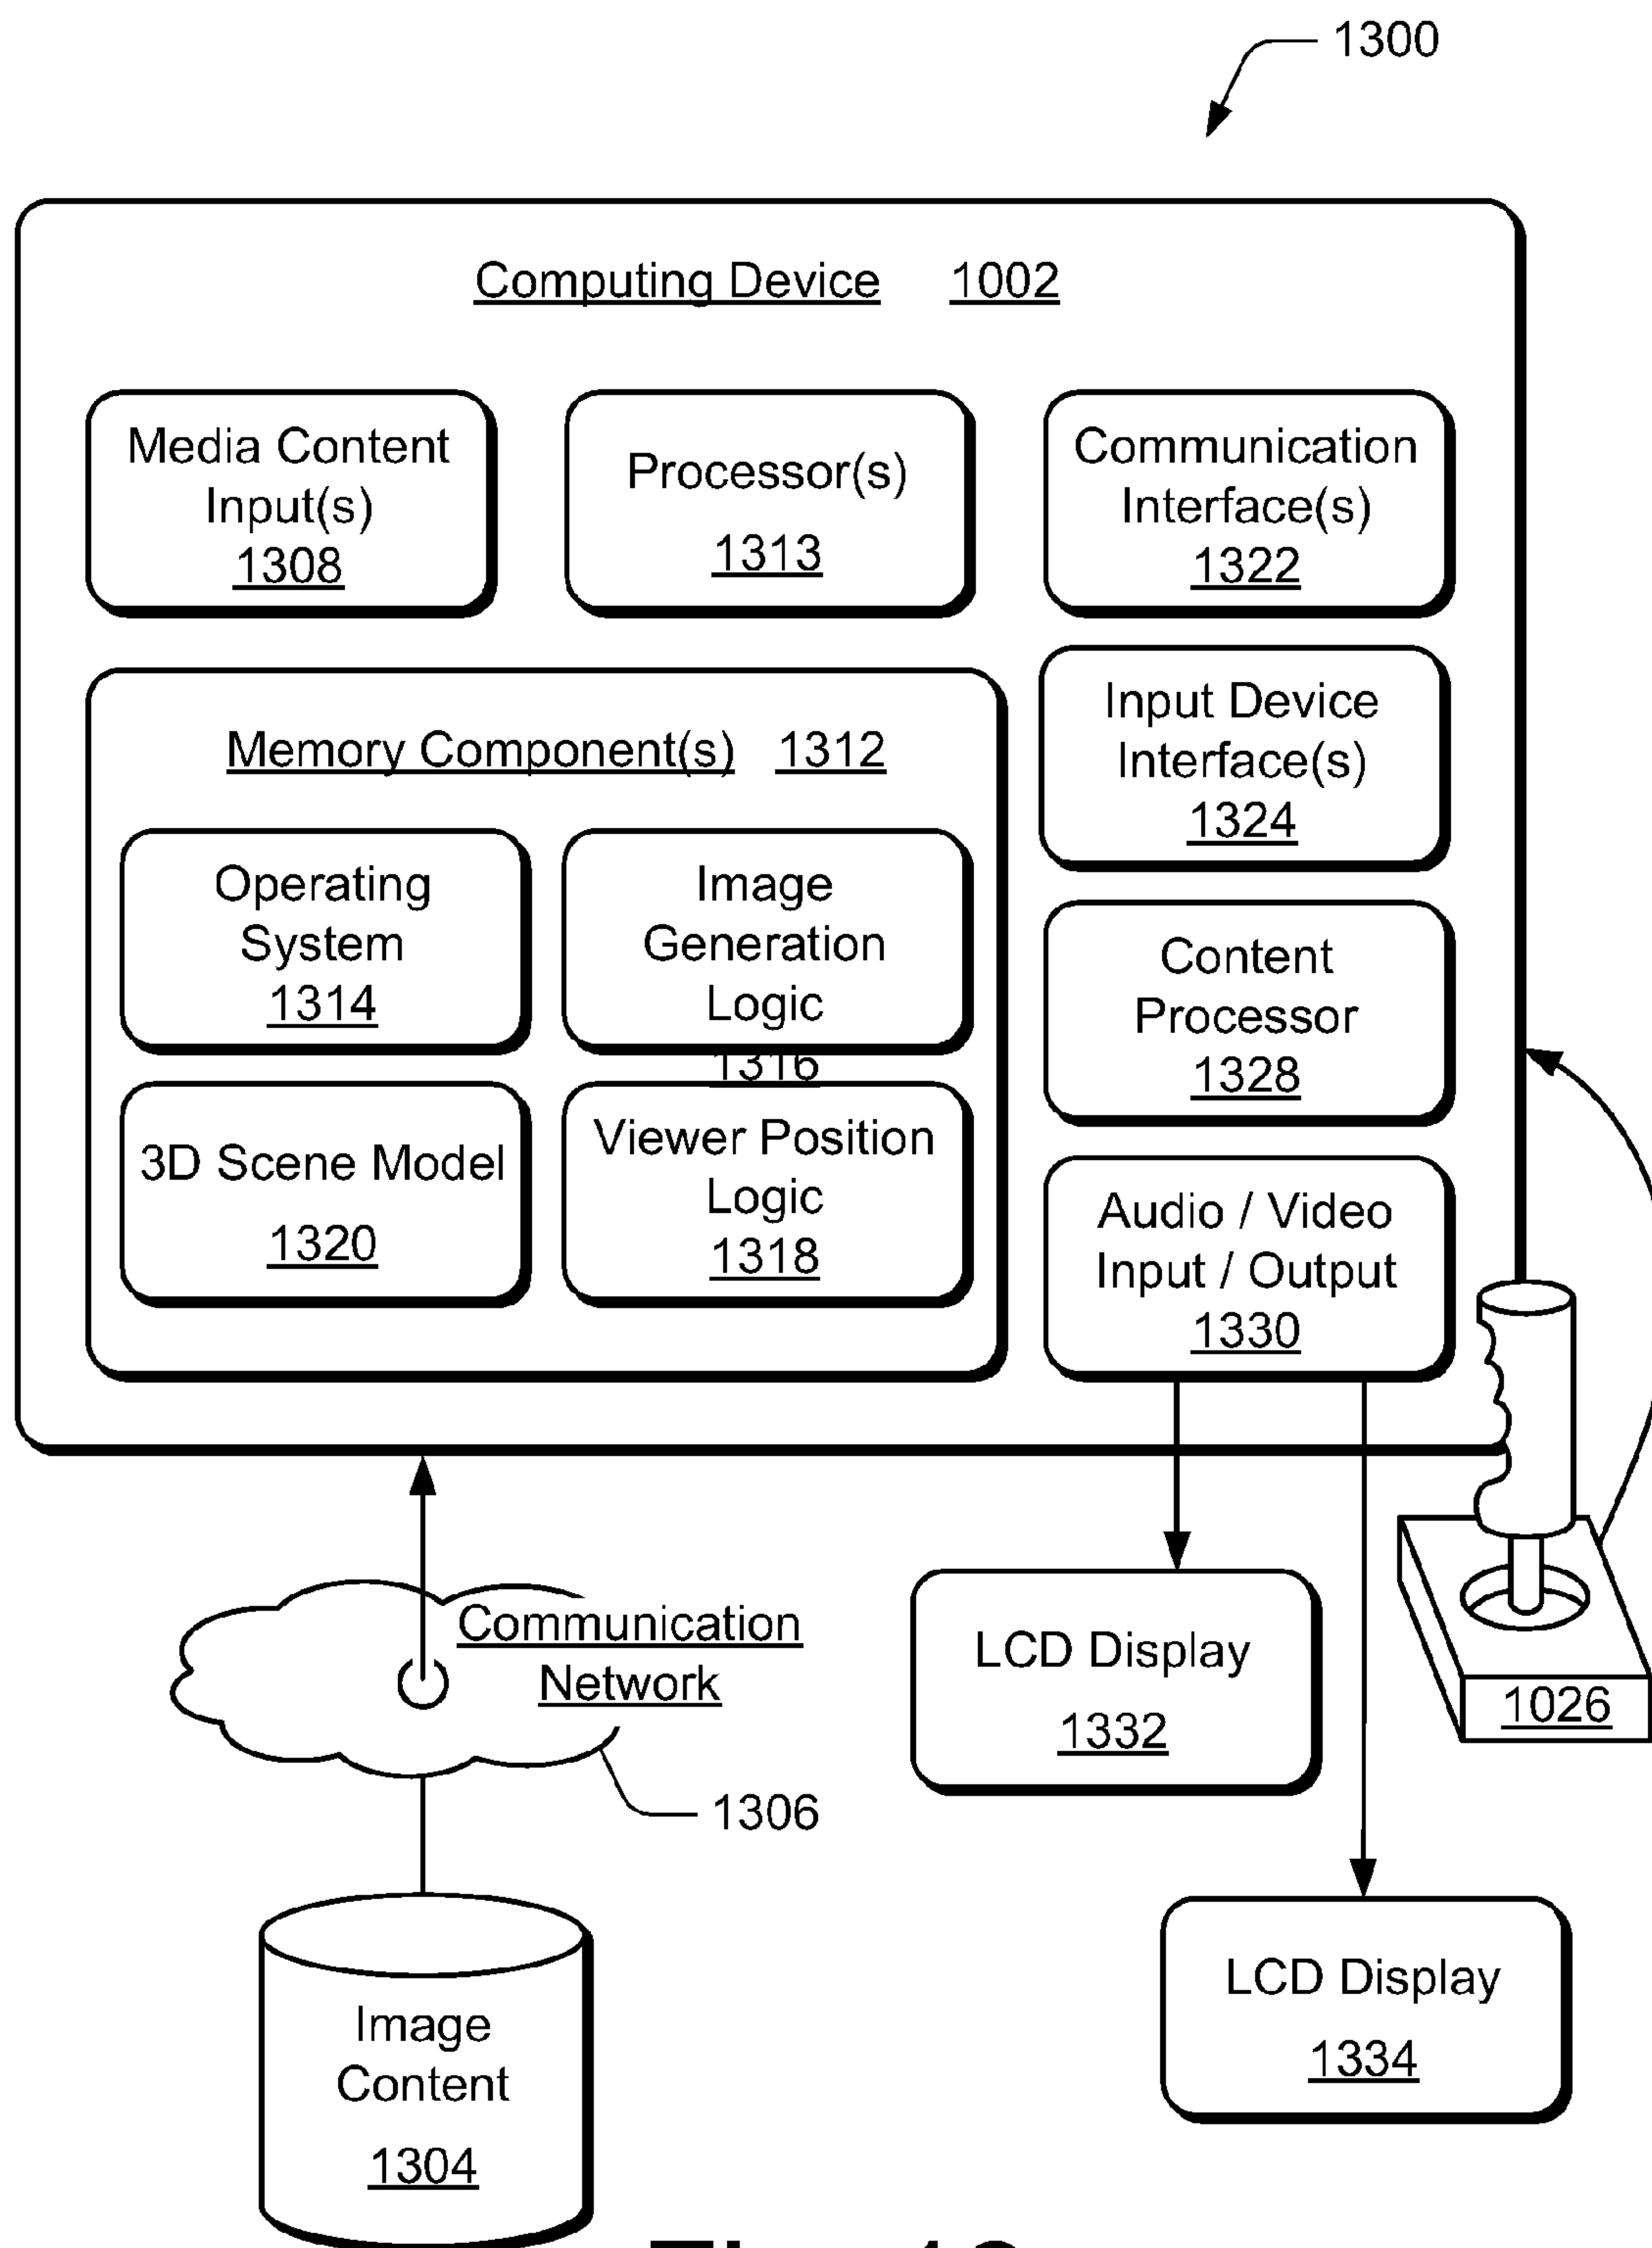 1300
Computing Device 1002
Media Content
Input(s)
1308
Processor(s)
1313
Communication
Interface(s)
1322
Memory Component(s) 1312
Operating
System
1314
Image
Generation
Logic
1316
3D Scene Model
1320
Viewer Position
Logic
1318
Input Device
Interface(s)
1324
Content
Processor
1328
Audio / Video
Input / Output
1330
Communication
Network
1306
LCD Display
1332
1026
LCD Display
1334
Image
Content
1304